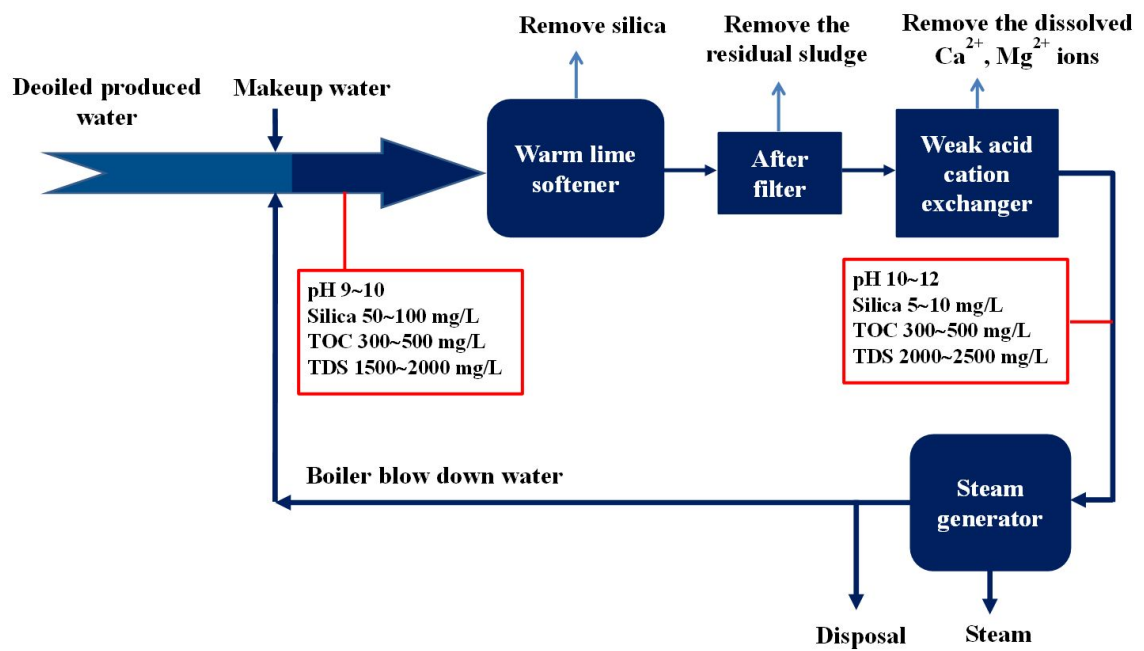 Deoiled produced
water
Makeup water
Remove silica
Remove the
residual sludge
Remove the dissolved
Ca²⁺, Mg²⁺ ions
Warm lime
softener
After
filter
Weak acid
cation
exchanger
pH 9~10
Silica 50~100 mg/L
TOC 300~500 mg/L
TDS 1500~2000 mg/L
pH 10~12
Silica 5~10 mg/L
TOC 300~500 mg/L
TDS 2000~2500 mg/L
Boiler blow down water
Steam
generator
Disposal
Steam